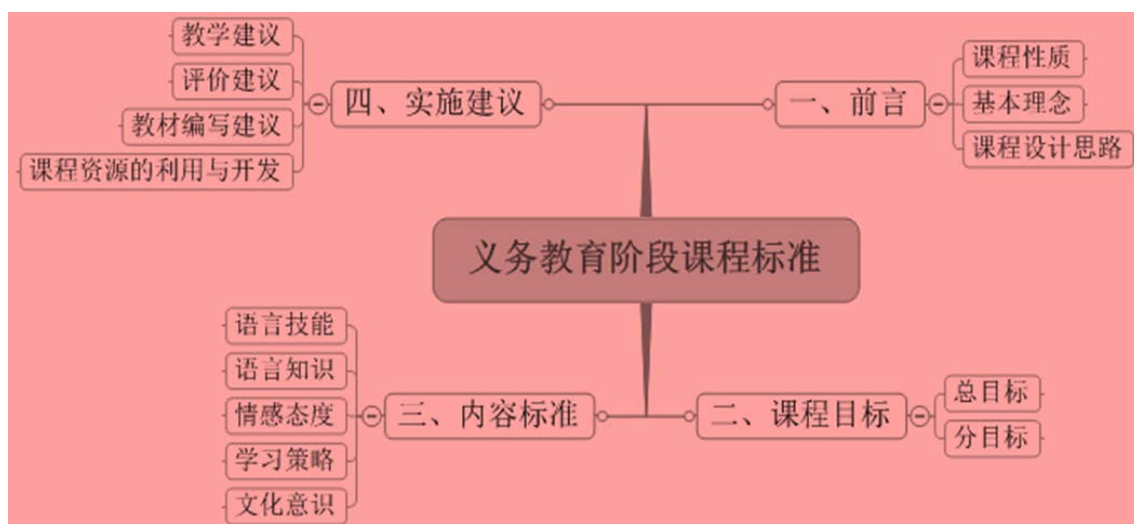 义务教育阶段课程标准
一、前言
课程性质
基本理念
课程设计思路
二、课程目标
总目标
分目标
三、内容标准
语言技能
语言知识
情感态度
学习策略
文化意识
四、实施建议
教学建议
评价建议
教材编写建议
课程资源的利用与开发